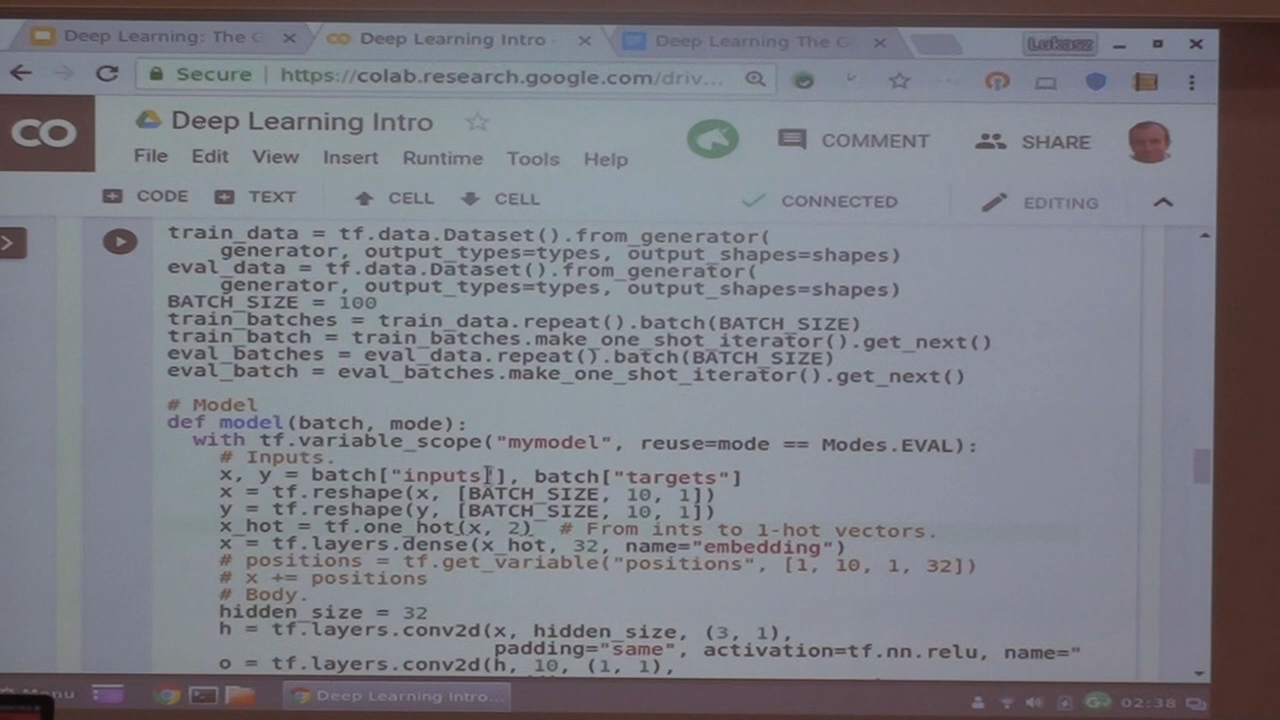 Deep Learning: The G
Deep Learning Intro -
Deep Learning The G
Lukasz
Secure
https://colab.research.google.com/driv...
CO
Deep Learning Intro
COMMENT
SHARE
File Edit View Insert Runtime Tools Help
CODE TEXT CELL CELL CONNECTED EDITING
train_data = tf.data.Dataset().from_generator(
generator, output_types=types, output_shapes=shapes)
eval_data = tf.data.Dataset().from_generator(
generator, output_types=types, output_shapes=shapes)
BATCH_SIZE = 100
train_batches = train_data.repeat().batch(BATCH_SIZE)
train_batch = train_batches.make_one_shot_iterator().get_next()
eval_batches = eval_data.repeat().batch(BATCH_SIZE)
eval_batch = eval_batches.make_one_shot_iterator().get_next()
# Model
def model(batch, mode):
with tf.variable_scope("mymodel", reuse=mode == Modes.EVAL):
# Inputs.
x, y = batch["inputs"], batch["targets"]
x = tf.reshape(x, [BATCH_SIZE, 10, 1])
y = tf.reshape(y, [BATCH_SIZE, 10, 1])
x_hot = tf.one_hot(x, 2) # From ints to 1-hot vectors.
x = tf.layers.dense(x_hot, 32, name="embedding")
# positions = tf.get_variable("positions", [1, 10, 1, 32])
# x += positions
# Body.
hidden_size = 32
h = tf.layers.conv2d(x, hidden_size, (3, 1),
padding="same", activation=tf.nn.relu, name="
o = tf.layers.conv2d(h, 10, (1, 1),
Menu
Deep Learning Intro...
02:38